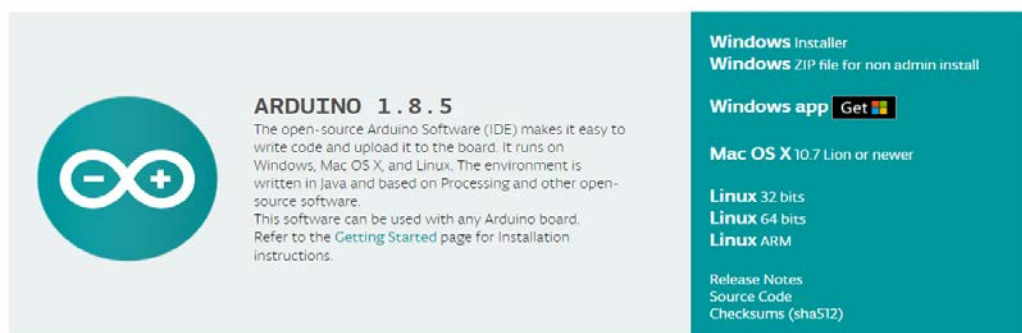 ARDUINO 1.8.5
The open-source Arduino Software (IDE) makes it easy to
write code and upload it to the board. It runs on
Windows, Mac OS X, and Linux. The environment is
written in Java and based on Processing and other open-
source software.
This software can be used with any Arduino board.
Refer to the Getting Started page for Installation
instructions.
Windows Installer
Windows ZIP file for non admin install
Windows app Get
Mac OS X 10.7 Lion or newer
Linux 32 bits
Linux 64 bits
Linux ARM
Release Notes
Source Code
Checksums (sha512)